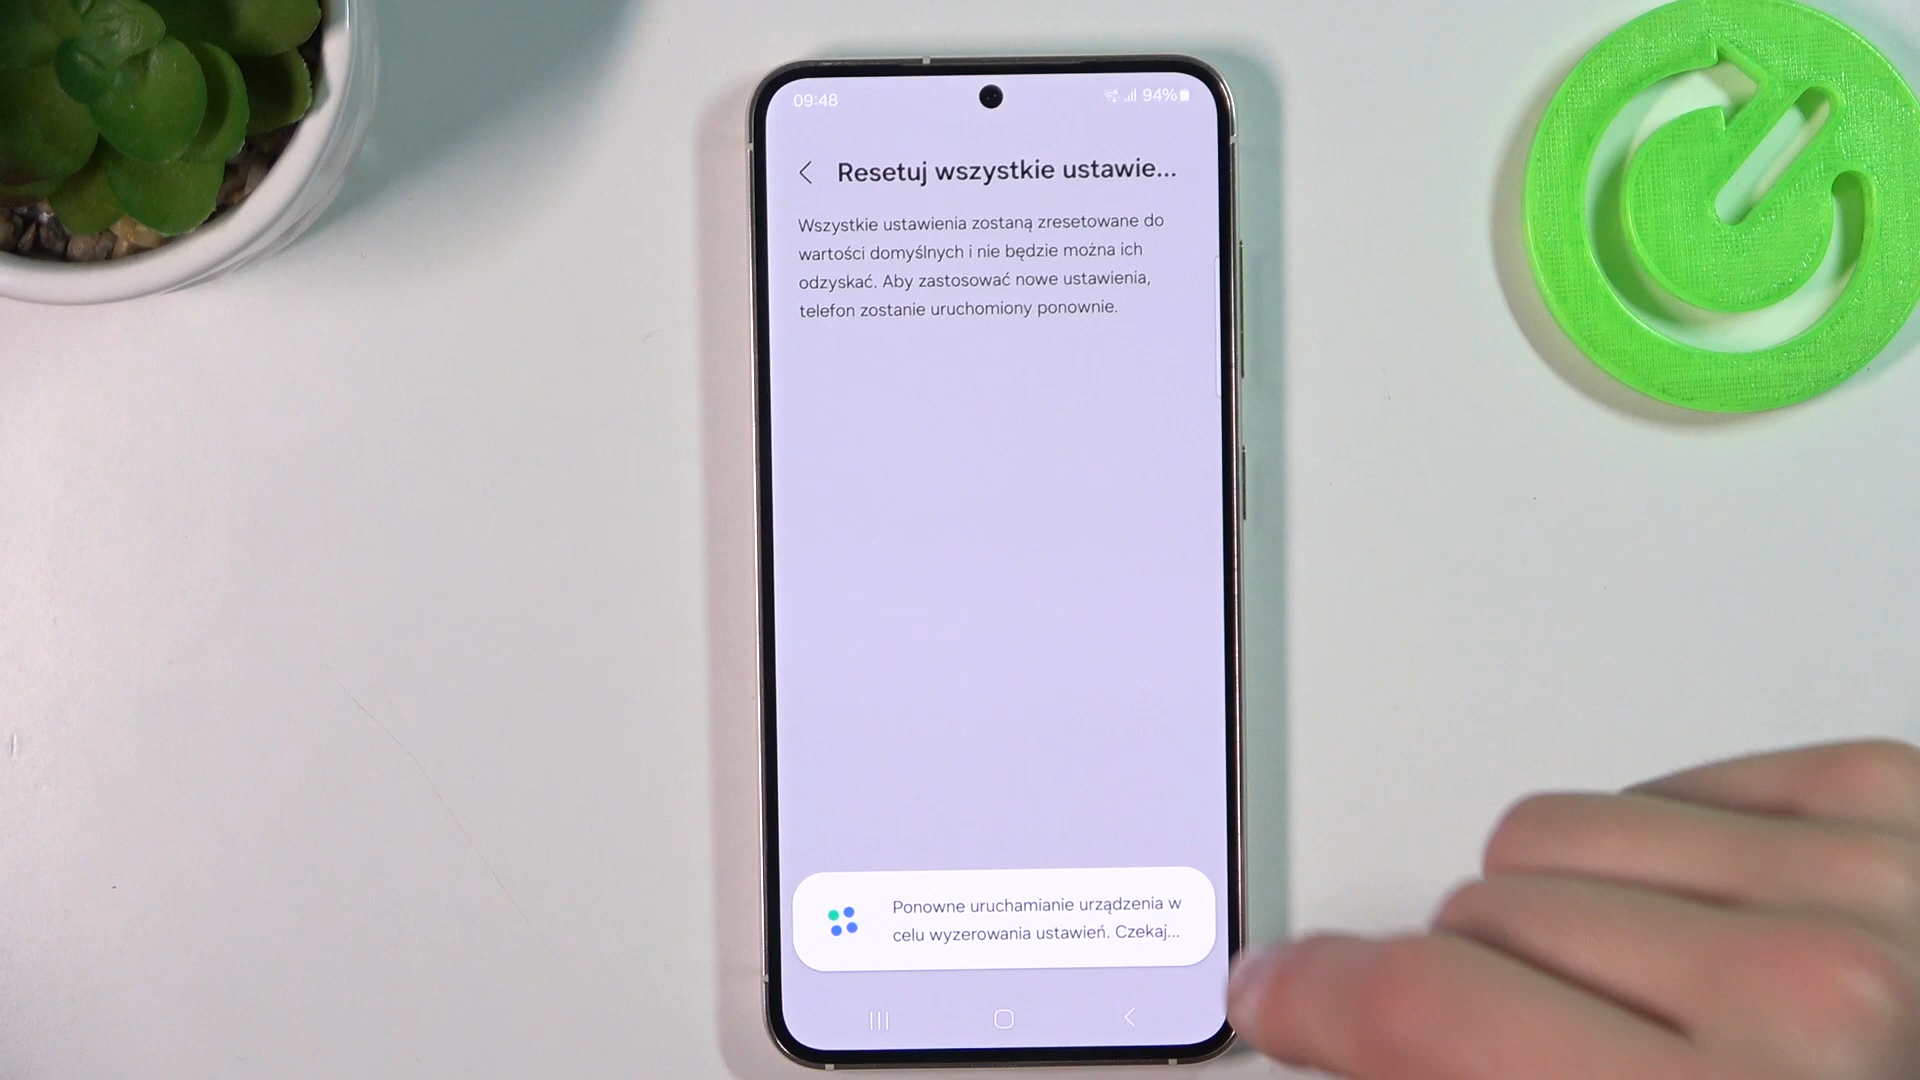 09:48
94%
Resetuj wszystkie ustawie...
Wszystkie ustawienia zostaną zresetowane do
wartości domyślnych i nie będzie można ich
odzyskać. Aby zastosować nowe ustawienia,
telefon zostanie uruchomiony ponownie.
Ponowne uruchamianie urządzenia w
celu wyzerowania ustawień. Czekaj...